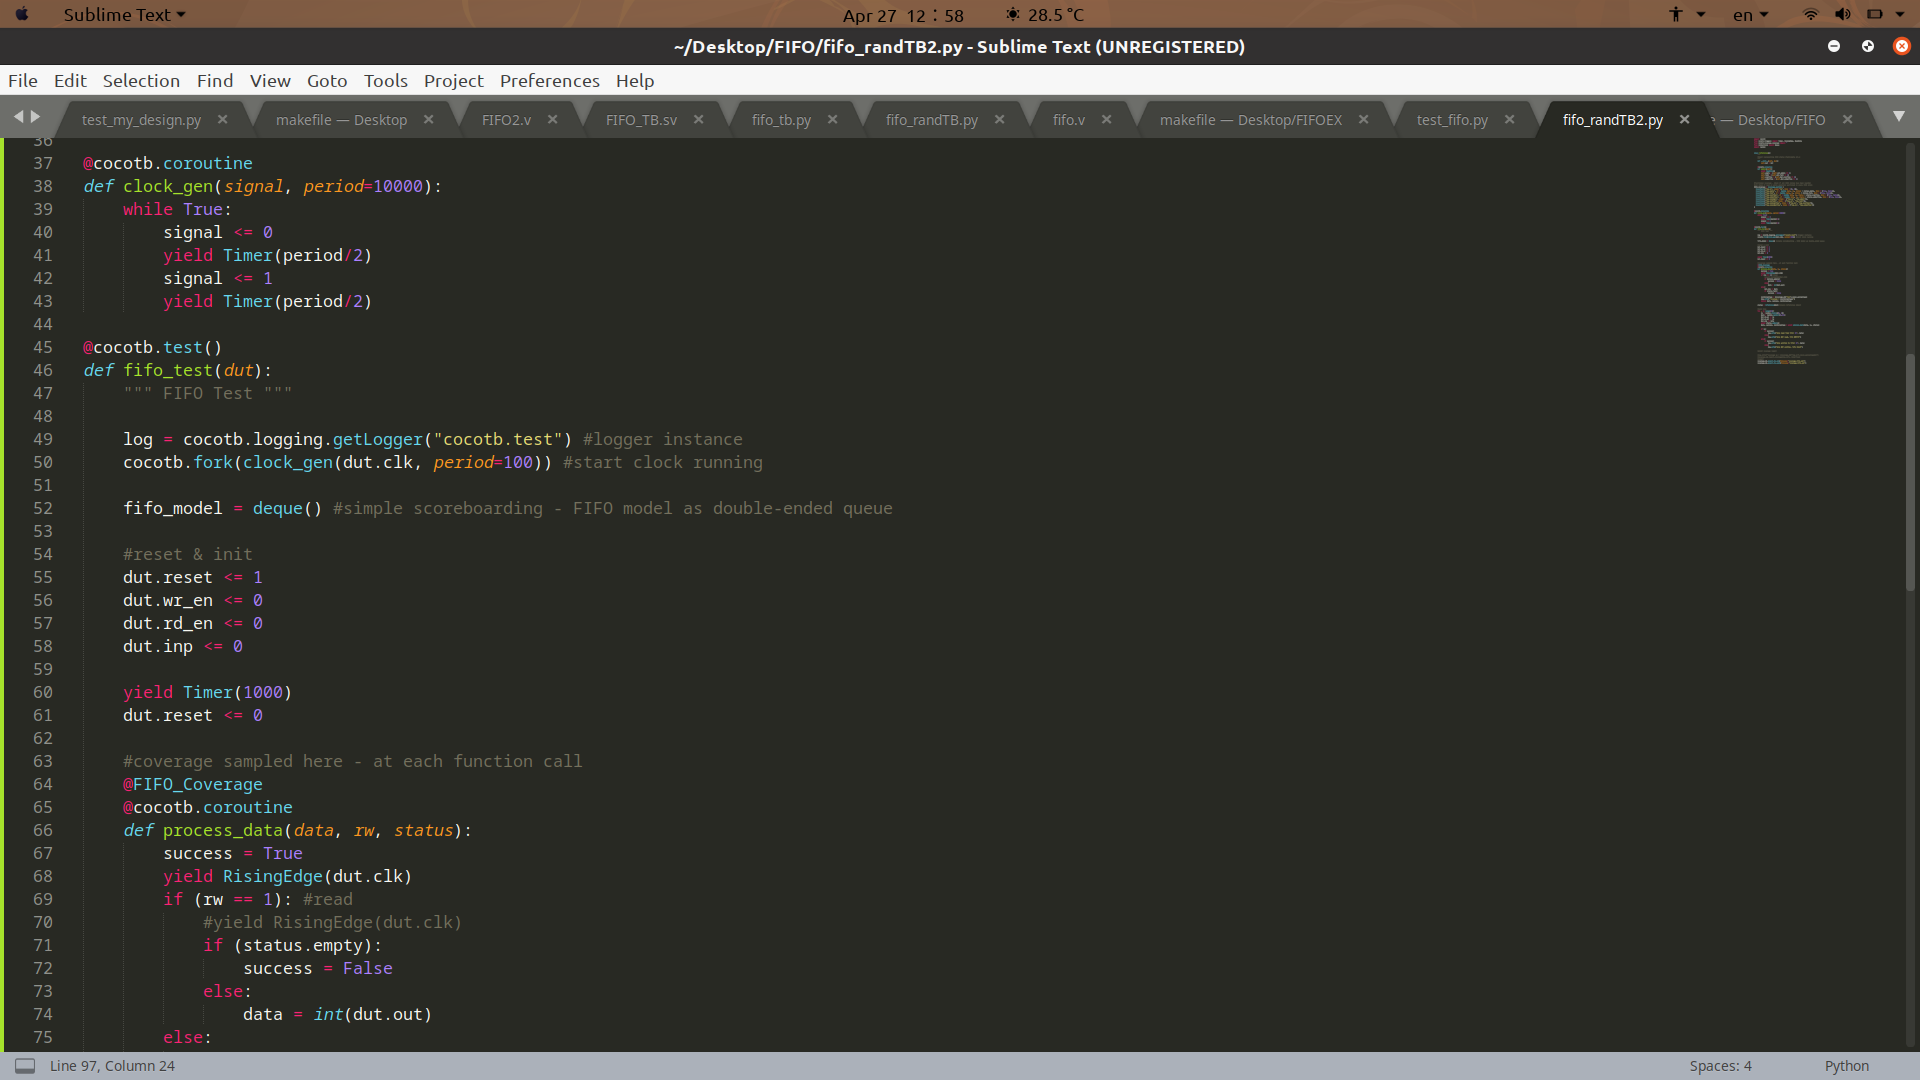 Sublime Text
Apr 27 12 : 58
28.5 °C
en
~/Desktop/FIFO/fifo_randTB2.py - Sublime Text (UNREGISTERED)
File Edit Selection Find View Goto Tools Project Preferences Help
test_my_design.py
makefile — Desktop
FIFO2.v
FIFO_TB.sv
fifo_tb.py
fifo_randTB.py
fifo.v
makefile — Desktop/FIFOEX
test_fifo.py
fifo_randTB2.py
e — Desktop/FIFO
36
37 @cocotb.coroutine
38 def clock_gen(signal, period=10000):
39     while True:
40         signal <= 0
41         yield Timer(period/2)
42         signal <= 1
43         yield Timer(period/2)
44
45 @cocotb.test()
46 def fifo_test(dut):
47     """ FIFO Test """
48
49     log = cocotb.logging.getLogger("cocotb.test") #logger instance
50     cocotb.fork(clock_gen(dut.clk, period=100)) #start clock running
51
52     fifo_model = deque() #simple scoreboarding - FIFO model as double-ended queue
53
54     #reset & init
55     dut.reset <= 1
56     dut.wr_en <= 0
57     dut.rd_en <= 0
58     dut.inp <= 0
59
60     yield Timer(1000)
61     dut.reset <= 0
62
63     #coverage sampled here - at each function call
64     @FIFO_Coverage
65     @cocotb.coroutine
66     def process_data(data, rw, status):
67         success = True
68         yield RisingEdge(dut.clk)
69         if (rw == 1): #read
70             #yield RisingEdge(dut.clk)
71             if (status.empty):
72                 success = False
73             else:
74                 data = int(dut.out)
75         else:
Line 97, Column 24
Spaces: 4
Python